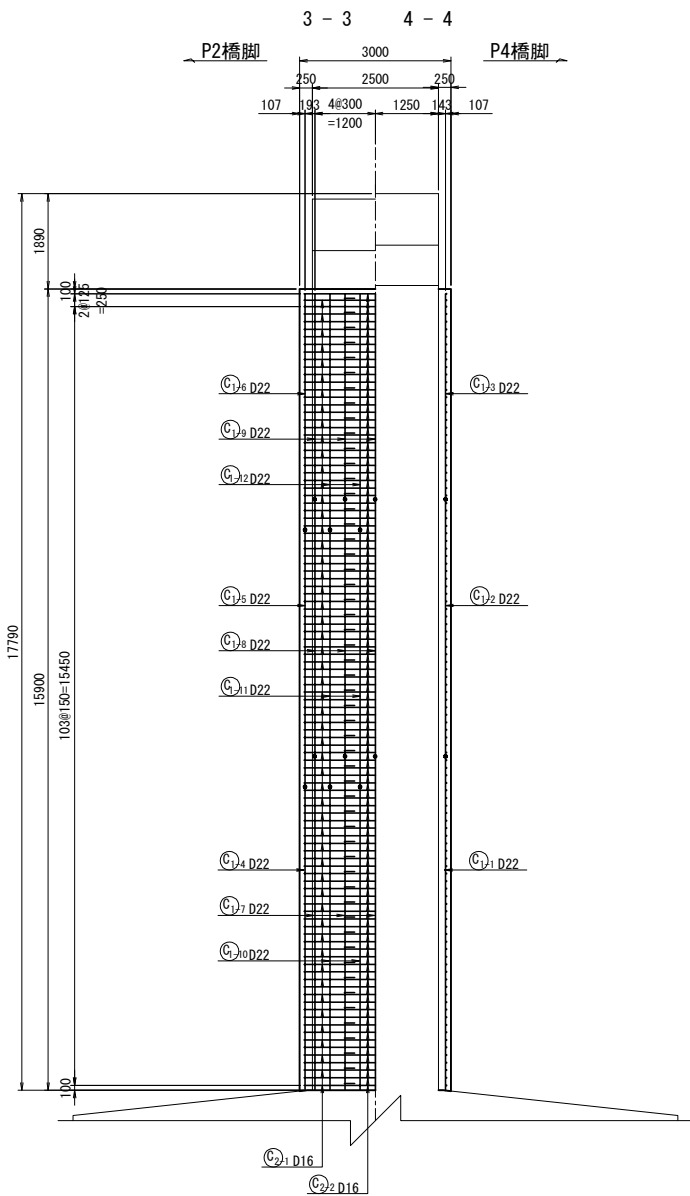 3 - 3 4 - 4
P2橋脚 3000 P4橋脚
250 2500 250
107 193 4@300 1250 143 107
=1200
1890
100
2@125
=250
C1-6 D22
C1-3 D22
C1-9 D22
C1-12 D22
C1-5 D22
C1-2 D22
C1-8 D22
C1-11 D22
17790
15900
103@150=15450
C1-4 D22
C1-1 D22
C1-7 D22
C1-10 D22
100
C2-1 D16
C2-2 D16